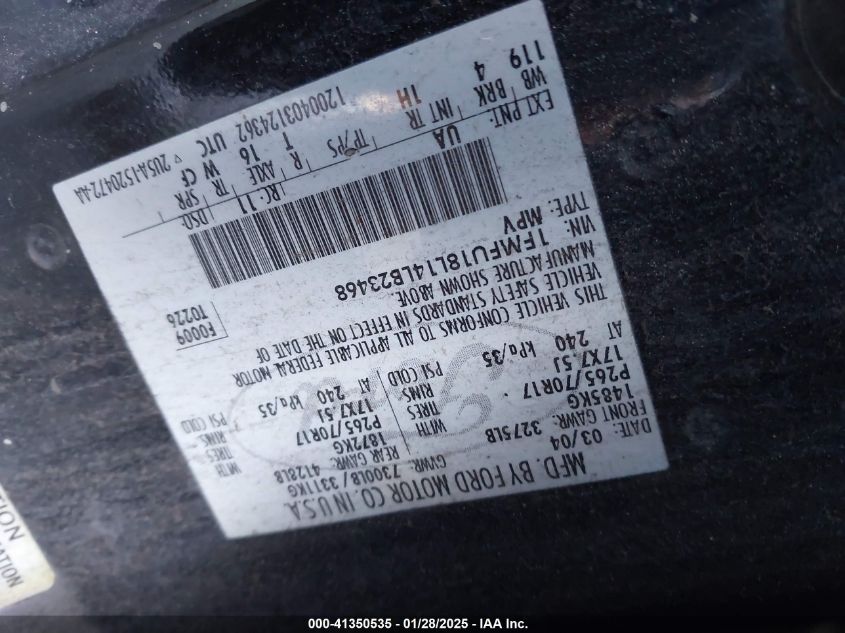 MFD. BY FORD MOTOR CO. IN U.S.A.
DATE: 03/04 GVWR: 7300LB / 3311KG
FRONT GAWR: 3275LB REAR GAWR: 4128LB
1485KG WITH 1872KG WITH
P265/70R17 TIRES P265/70R17 TIRES
17X7.5J RIMS 17X7.5J RIMS
AT 240 kPa/35 PSI COLD AT 240 kPa/35 PSI COLD
THIS VEHICLE CONFORMS TO ALL APPLICABLE FEDERAL MOTOR
VEHICLE SAFETY STANDARDS IN EFFECT ON THE DATE OF
MANUFACTURE SHOWN ABOVE
VIN: 1FMFU18L14LB23468 F0009
TYPE: MPV T0226
EXT PNT: UA RC: 11 DSO:
WB BRK INT TR TP/PS R AXLE TR SPR
119 4 1H T 16 W CF
1200403124362 UTC ▽ 2U5A1520472AA
TION
ATION
000-41350535 - 01/28/2025 - IAA Inc.